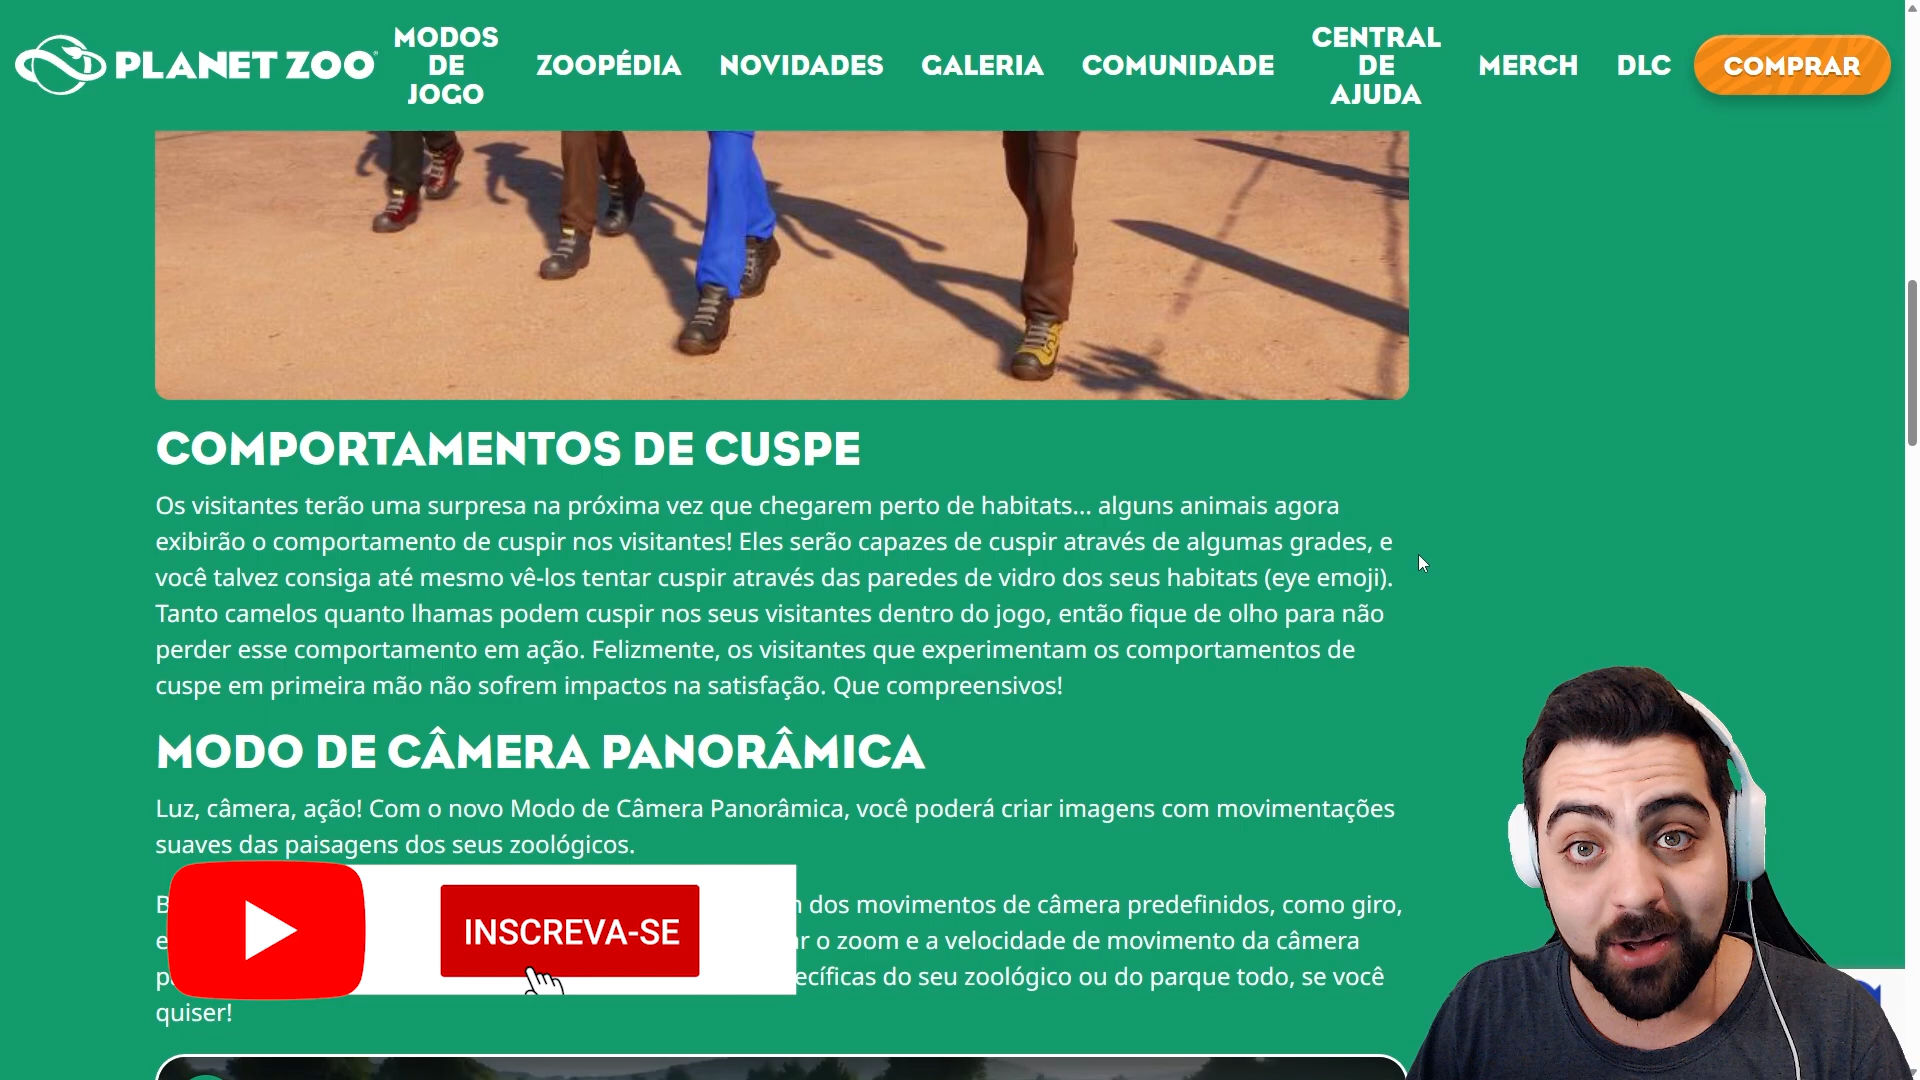 PLANET ZOO
MODOS
DE
JOGO
ZOOPÉDIA
NOVIDADES
GALERIA
COMUNIDADE
CENTRAL
DE
AJUDA
MERCH
DLC
COMPRAR
COMPORTAMENTOS DE CUSPE
Os visitantes terão uma surpresa na próxima vez que chegarem perto de habitats... alguns animais agora
exibirão o comportamento de cuspir nos visitantes! Eles serão capazes de cuspir através de algumas grades, e
você talvez consiga até mesmo vê-los tentar cuspir através das paredes de vidro dos seus habitats (eye emoji).
Tanto camelos quanto lhamas podem cuspir nos seus visitantes dentro do jogo, então fique de olho para não
perder esse comportamento em ação. Felizmente, os visitantes que experimentam os comportamentos de
cuspe em primeira mão não sofrem impactos na satisfação. Que compreensivos!
MODO DE CÂMERA PANORÂMICA
Luz, câmera, ação! Com o novo Modo de Câmera Panorâmica, você poderá criar imagens com movimentações
suaves das paisagens dos seus zoológicos.
dos movimentos de câmera predefinidos, como giro,
o zoom e a velocidade de movimento da câmera
do seu zoológico ou do parque todo, se você
quiser!
INSCREVA-SE